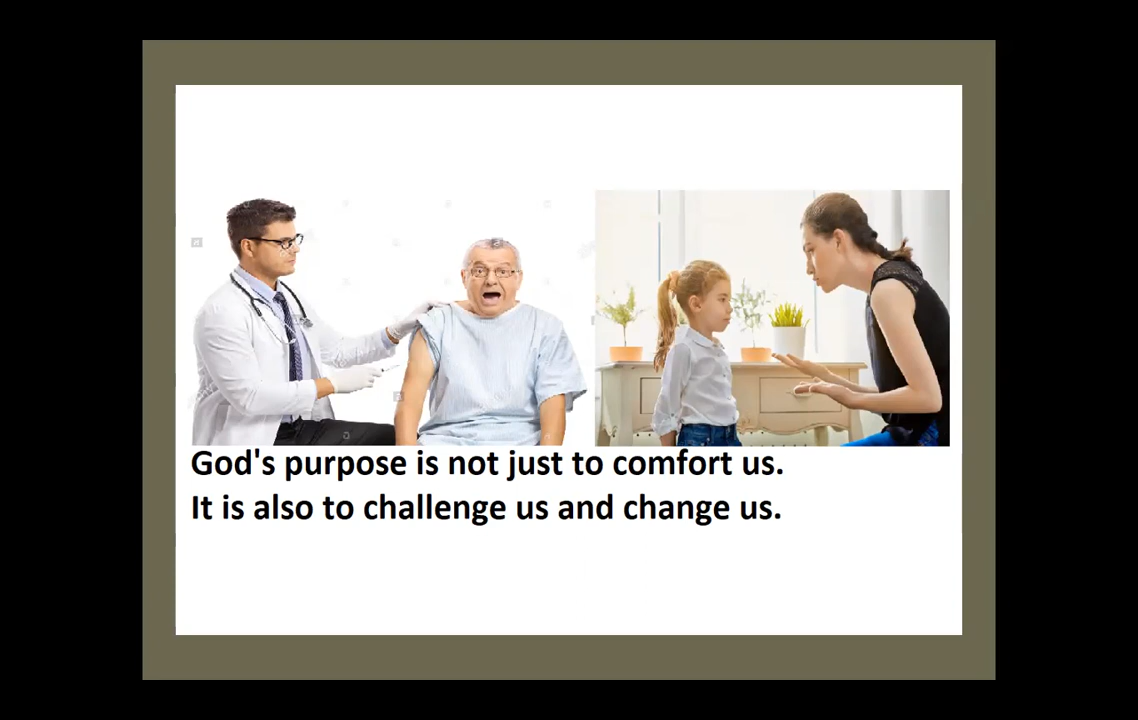 God's purpose is not just to comfort us.
It is also to challenge us and change us.